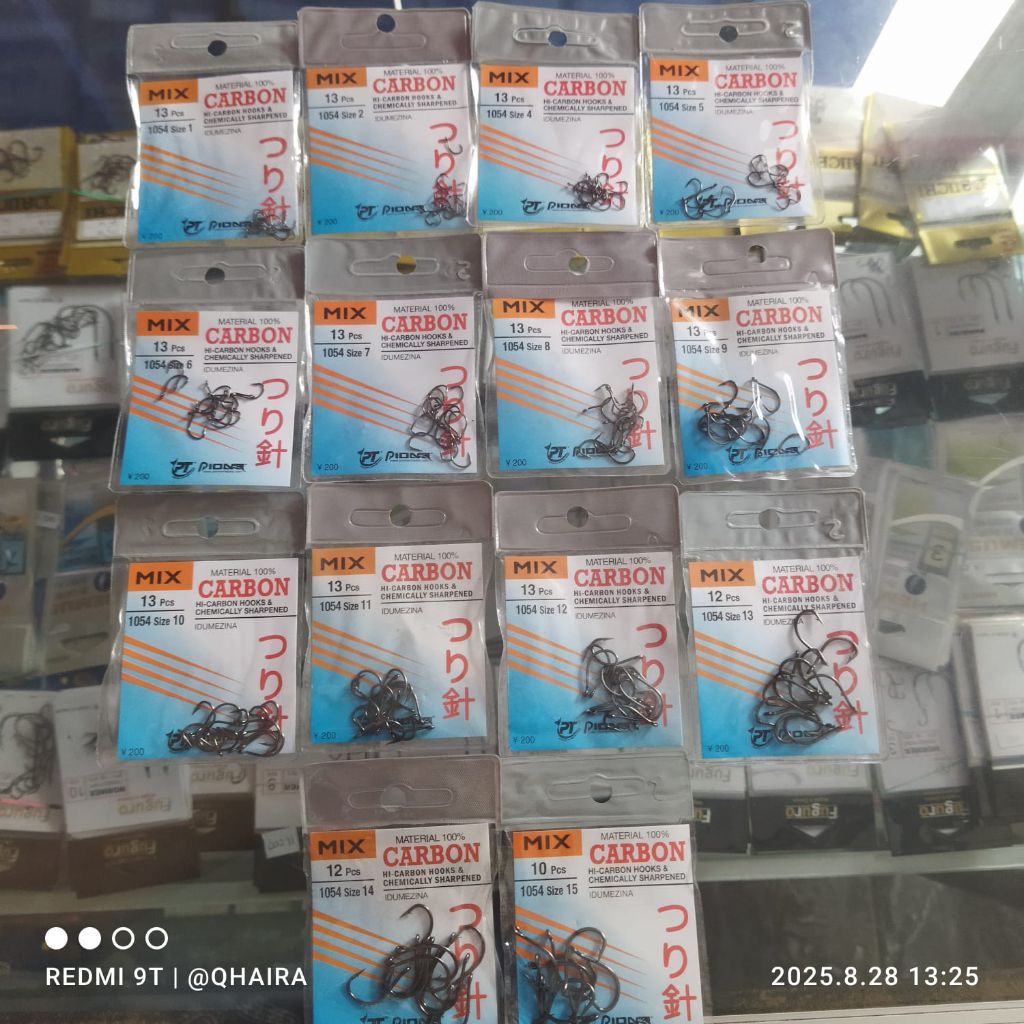 MIX
MATERIAL 100%
CARBON
13 Pcs
HI-CARBON HOOKS &
CHEMICALLY SHARPENED
1054 Size 1
IDUMEZINA
つり針
¥ 200
MIX
MATERIAL 100%
CARBON
13 Pcs
HI-CARBON HOOKS &
CHEMICALLY SHARPENED
1054 Size 2
IDUMEZINA
つり針
¥ 200
PT
MIX
MATERIAL 100%
CARBON
13 Pcs
HI-CARBON HOOKS &
CHEMICALLY SHARPENED
1054 Size 4
IDUMEZINA
つり針
¥ 200
PT
MIX
MATERIAL 100%
CARBON
13 Pcs
HI-CARBON HOOKS &
CHEMICALLY SHARPENED
1054 Size 5
IDUMEZINA
つり針
¥ 200
MIX
MATERIAL 100%
CARBON
13 Pcs
HI-CARBON HOOKS &
CHEMICALLY SHARPENED
1054 Size 6
IDUMEZINA
つり針
¥ 200
PT
MIX
MATERIAL 100%
CARBON
13 Pcs
HI-CARBON HOOKS &
CHEMICALLY SHARPENED
1054 Size 7
IDUMEZINA
つり針
¥ 200
PT
MIX
MATERIAL 100%
CARBON
13 Pcs
HI-CARBON HOOKS &
CHEMICALLY SHARPENED
1054 Size 8
IDUMEZINA
つり針
¥ 200
PT
MIX
MATERIAL 100%
CARBON
13 Pcs
HI-CARBON HOOKS &
CHEMICALLY SHARPENED
1054 Size 9
IDUMEZINA
つり針
¥ 200
PT
MIX
MATERIAL 100%
CARBON
13 Pcs
HI-CARBON HOOKS &
CHEMICALLY SHARPENED
1054 Size 10
IDUMEZINA
つり針
¥ 200
MIX
MATERIAL 100%
CARBON
13 Pcs
HI-CARBON HOOKS &
CHEMICALLY SHARPENED
1054 Size 11
IDUMEZINA
つり針
¥ 200
MIX
MATERIAL 100%
CARBON
13 Pcs
HI-CARBON HOOKS &
CHEMICALLY SHARPENED
1054 Size 12
IDUMEZINA
つり針
¥ 200
PT
MIX
MATERIAL 100%
CARBON
12 Pcs
HI-CARBON HOOKS &
CHEMICALLY SHARPENED
1054 Size 13
IDUMEZINA
つり針
¥ 200
PT
MIX
MATERIAL 100%
CARBON
12 Pcs
HI-CARBON HOOKS &
CHEMICALLY SHARPENED
1054 Size 14
IDUMEZINA
つり針
MIX
MATERIAL 100%
CARBON
10 Pcs
HI-CARBON HOOKS &
CHEMICALLY SHARPENED
1054 Size 15
IDUMEZINA
つり針
Fuguro
REDMI 9T | @QHAIRA
2025.8.28 13:25